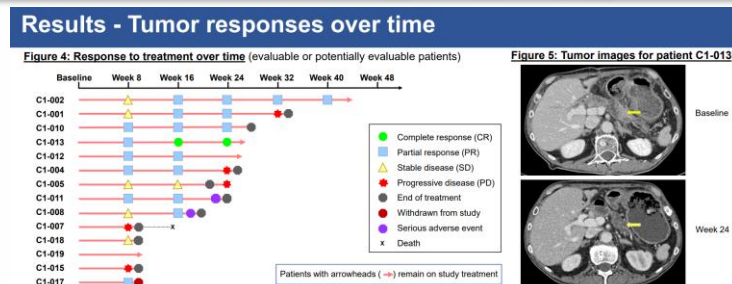 Results - Tumor responses over time
Figure 4: Response to treatment over time (evaluable or potentially evaluable patients)
Baseline Week 8 Week 16 Week 24 Week 32 Week 40 Week 48
C1-002
C1-001
C1-010
C1-013
C1-012
C1-004
C1-005
C1-011
C1-008
C1-007 x
C1-018
C1-019
C1-015
C1-017
Complete response (CR)
Partial response (PR)
Stable disease (SD)
Progressive disease (PD)
End of treatment
Withdrawn from study
Serious adverse event
x Death
Patients with arrowheads ( → ) remain on study treatment
Figure 5: Tumor images for patient C1-013
Baseline
Week 24